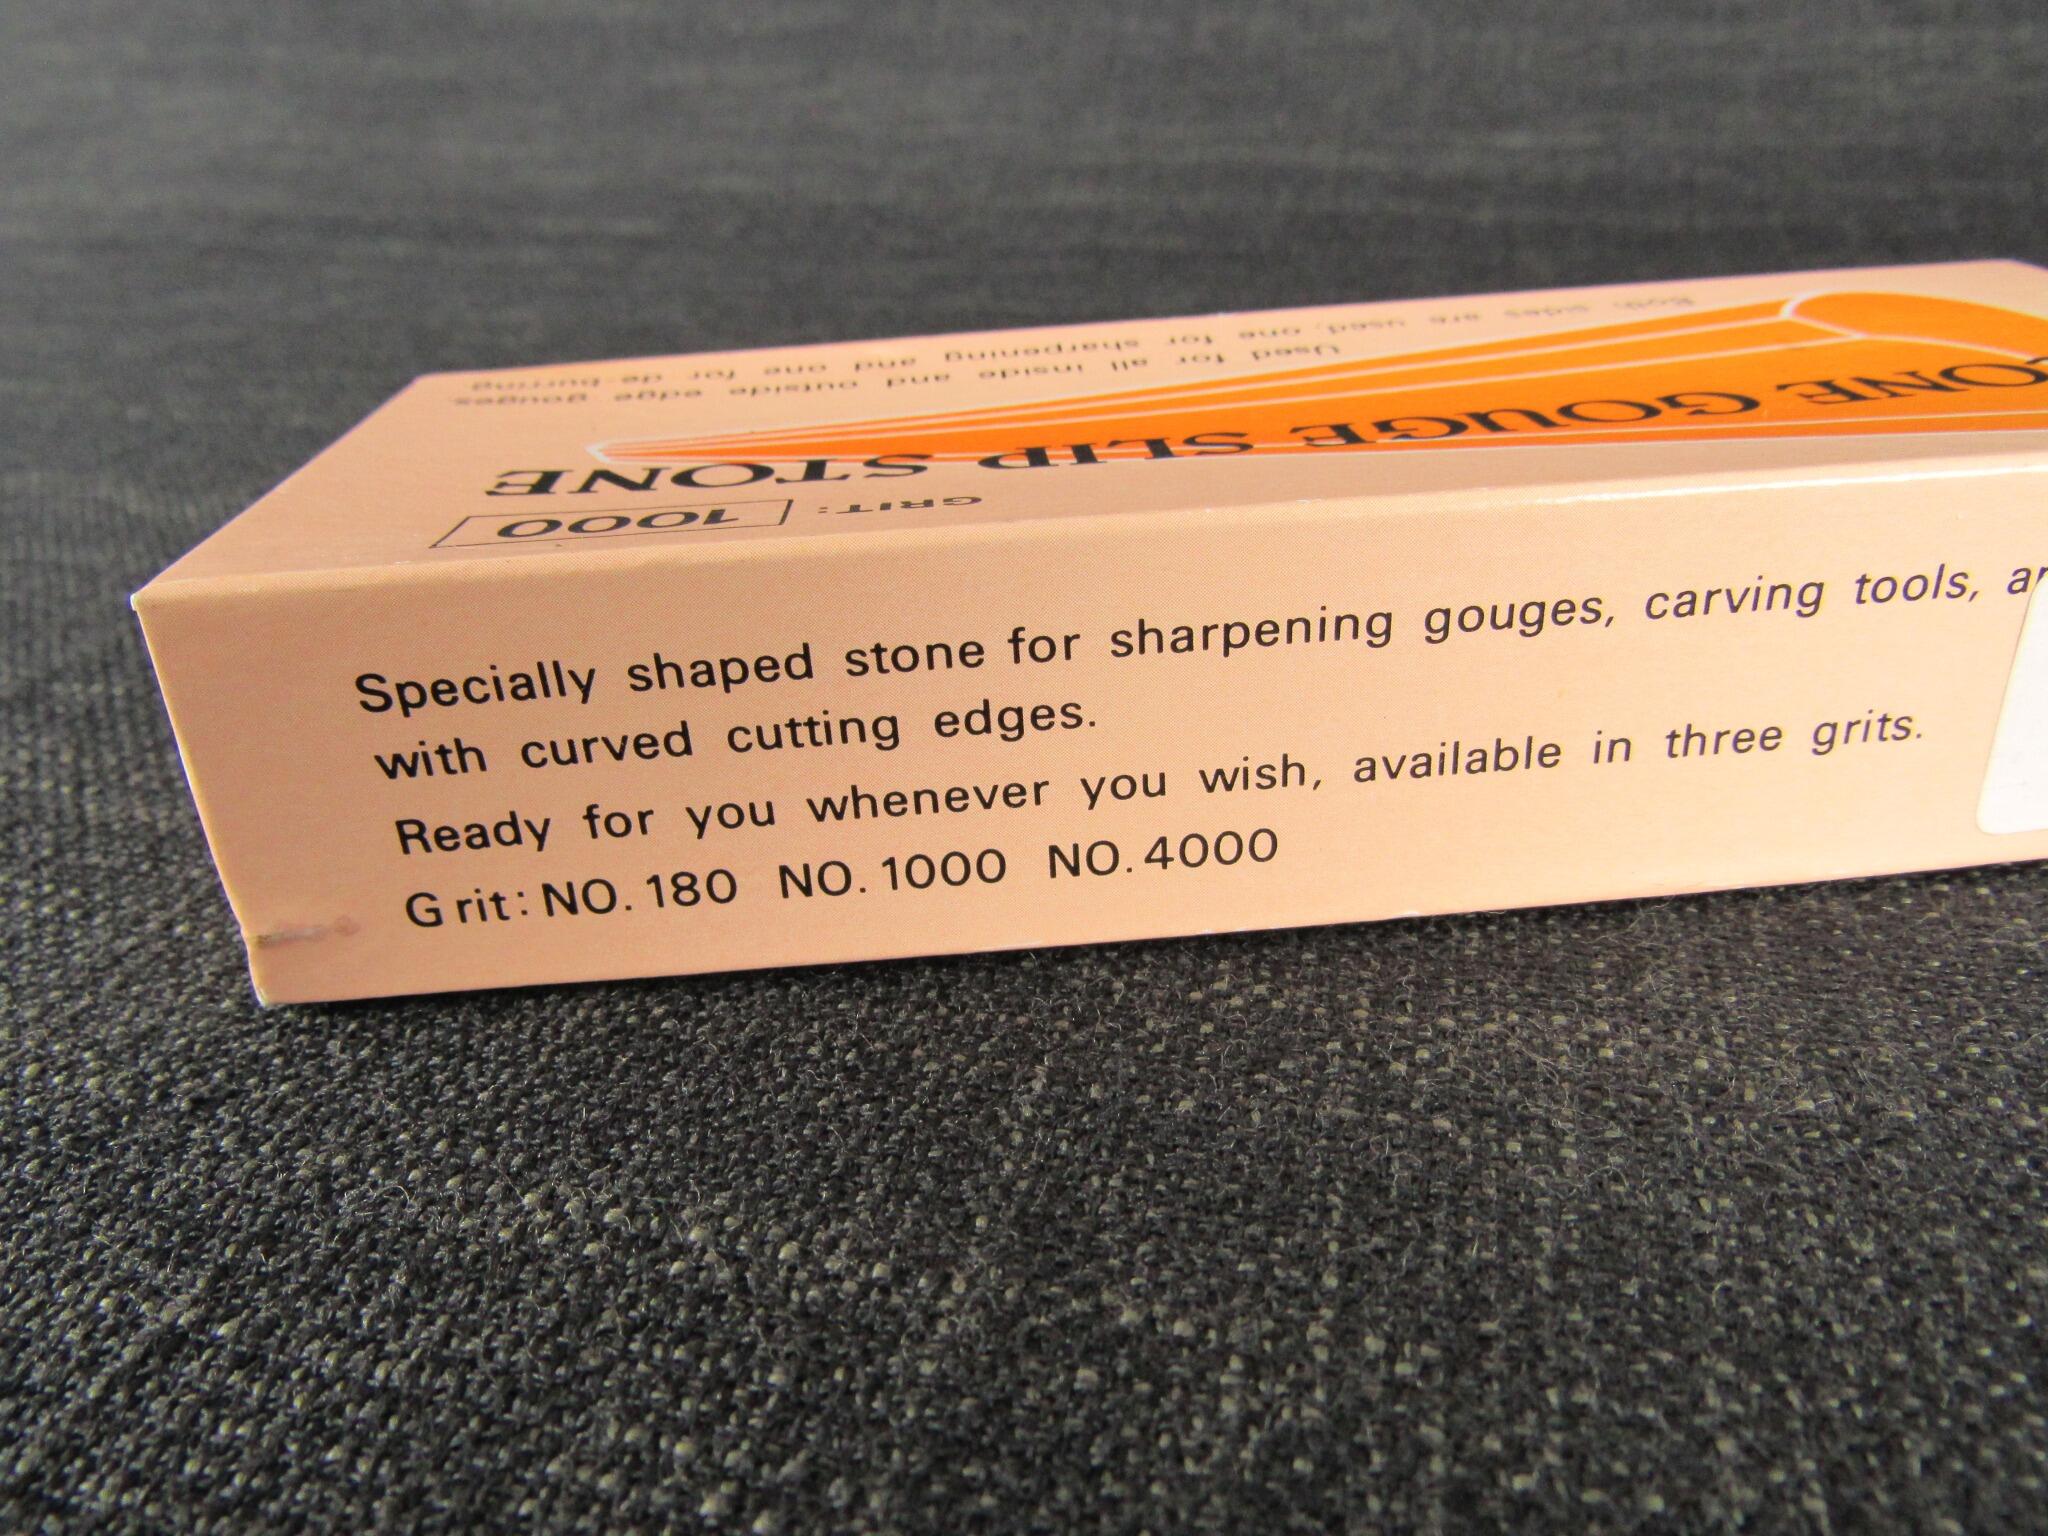 Used for all inside and outside edge gouges.
Both sides are used, one for sharpening and one for de-burring
ONE GOUGE SLIP STONE
GRIT: 1000
Specially shaped stone for sharpening gouges, carving tools,
with curved cutting edges.
Ready for you whenever you wish, available in three grits.
Grit: NO. 180 NO. 1000 NO. 4000